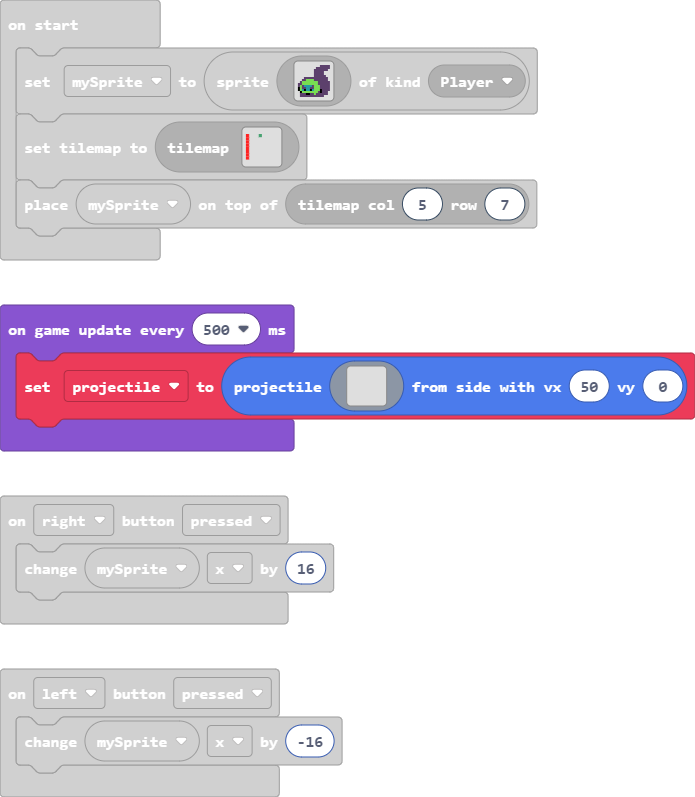 on start
set mySprite to sprite of kind Player
set tilemap to tilemap
place mySprite on top of tilemap col 5 row 7
on game update every 500 ms
set projectile to projectile from side with vx 50 vy 0
on right button pressed
change mySprite x by 16
on left button pressed
change mySprite x by -16